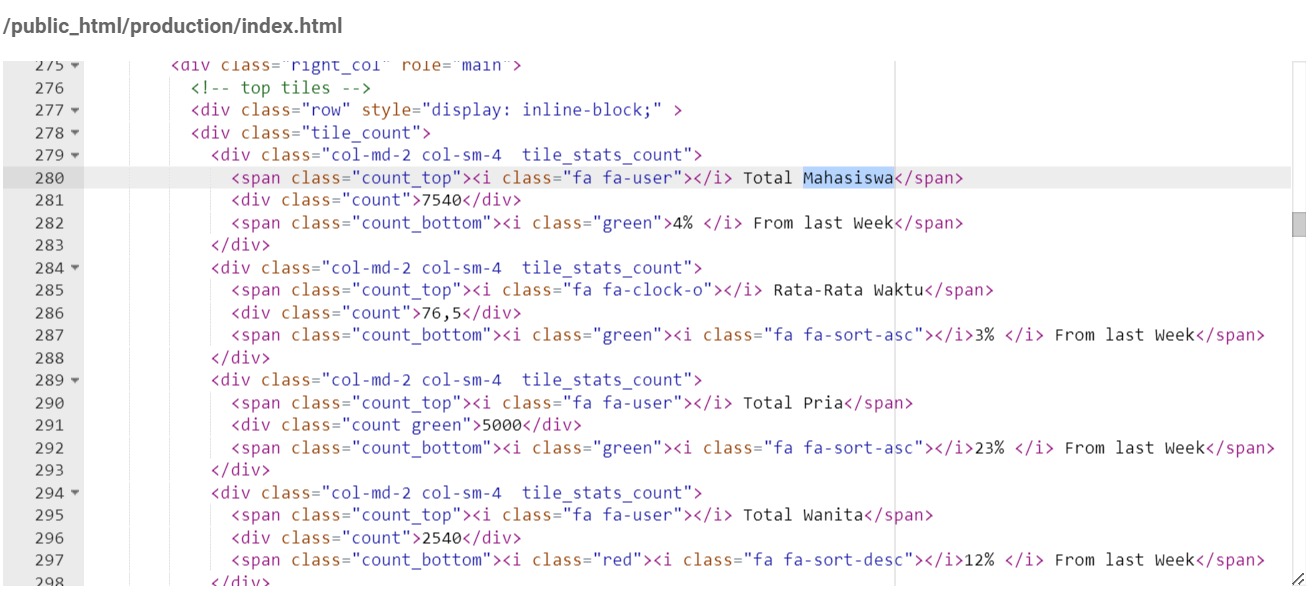 /public_html/production/index.html
275 <div class="right_col" role="main">
276 <!-- top tiles -->
277 <div class="row" style="display: inline-block;" >
278 <div class="tile_count">
279 <div class="col-md-2 col-sm-4  tile_stats_count">
280 <span class="count_top"><i class="fa fa-user"></i> Total Mahasiswa</span>
281 <div class="count">7540</div>
282 <span class="count_bottom"><i class="green">4% </i> From last Week</span>
283 </div>
284 <div class="col-md-2 col-sm-4  tile_stats_count">
285 <span class="count_top"><i class="fa fa-clock-o"></i> Rata-Rata Waktu</span>
286 <div class="count">76,5</div>
287 <span class="count_bottom"><i class="green"><i class="fa fa-sort-asc"></i>3% </i> From last Week</span>
288 </div>
289 <div class="col-md-2 col-sm-4  tile_stats_count">
290 <span class="count_top"><i class="fa fa-user"></i> Total Pria</span>
291 <div class="count green">5000</div>
292 <span class="count_bottom"><i class="green"><i class="fa fa-sort-asc"></i>23% </i> From last Week</span>
293 </div>
294 <div class="col-md-2 col-sm-4  tile_stats_count">
295 <span class="count_top"><i class="fa fa-user"></i> Total Wanita</span>
296 <div class="count">2540</div>
297 <span class="count_bottom"><i class="red"><i class="fa fa-sort-desc"></i>12% </i> From last Week</span>
298 </div>